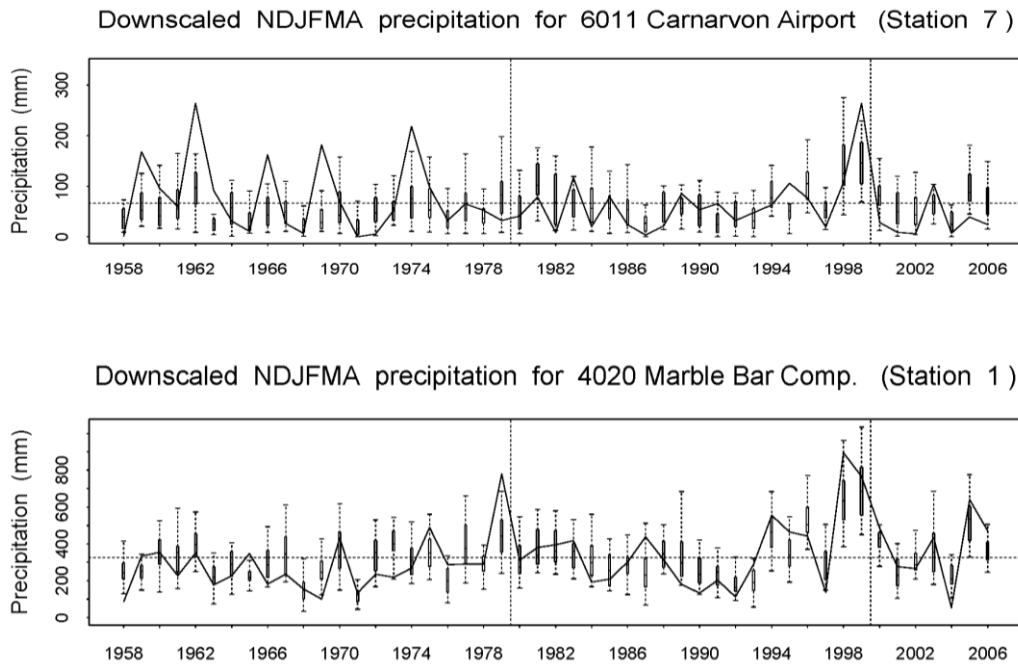 Downscaled NDJFMA precipitation for 6011 Carnarvon Airport (Station 7 )
Precipitation (mm)
300
200
100
0
1958 1962 1966 1970 1974 1978 1982 1986 1990 1994 1998 2002 2006
Downscaled NDJFMA precipitation for 4020 Marble Bar Comp. (Station 1 )
Precipitation (mm)
800
600
400
200
0
1958 1962 1966 1970 1974 1978 1982 1986 1990 1994 1998 2002 2006